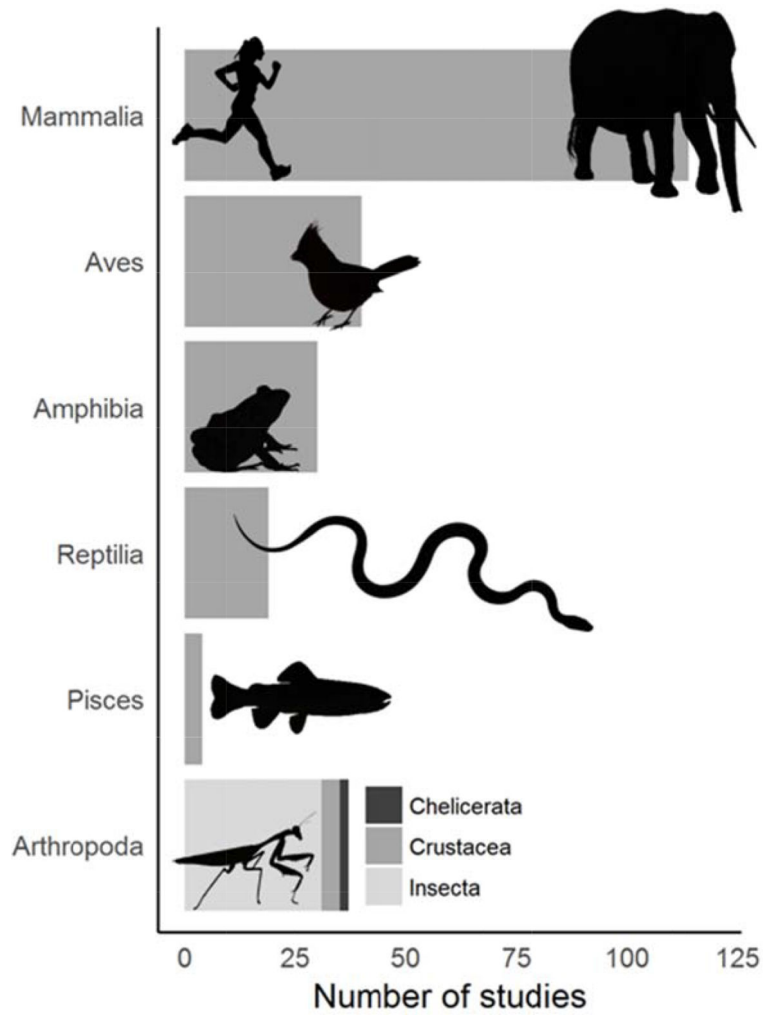 Mammalia
Aves
Amphibia
Reptilia
Pisces
Arthropoda
Chelicerata
Crustacea
Insecta
0 25 50 75 100 125
Number of studies